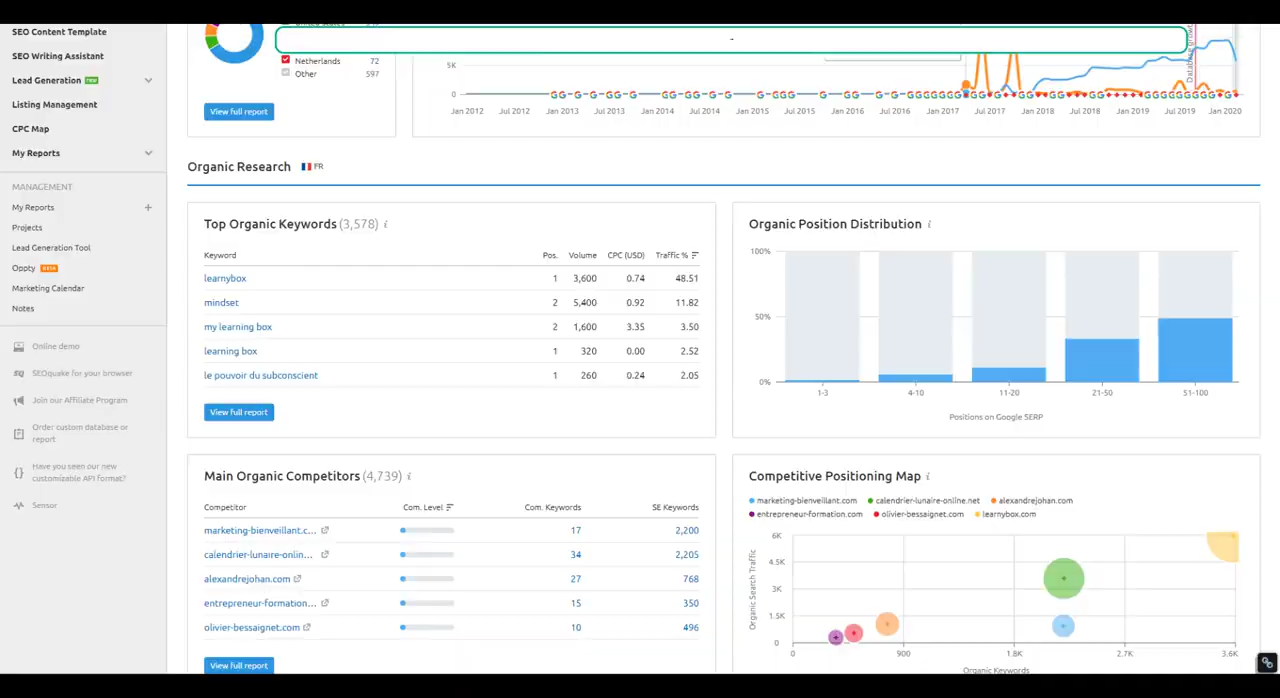 SEO Content Template
SEO Writing Assistant
Lead Generation NEW
Listing Management
CPC Map
My Reports
MANAGEMENT
My Reports +
Projects
Lead Generation Tool
Oppty BETA
Marketing Calendar
Notes
Online demo
SEOquake for your browser
Join our Affiliate Program
Order custom database or
report
Have you seen our new
customizable API format?
Sensor
-
Netherlands 72
Other 597
View full report
5K
0
Jan 2012 Jul 2012 Jan 2013 Jul 2013 Jan 2014 Jul 2014 Jan 2015 Jul 2015 Jan 2016 Jul 2016 Jan 2017 Jul 2017 Jan 2018 Jul 2018 Jan 2019 Jul 2019 Jan 2020
Organic Research FR
Top Organic Keywords (3,578) i
Keyword Pos. Volume CPC (USD) Traffic %
learnybox 1 3,600 0.74 48.51
mindset 2 5,400 0.92 11.82
my learning box 2 1,600 3.35 3.50
learning box 1 320 0.00 2.52
le pouvoir du subconscient 1 260 0.24 2.05
View full report
Organic Position Distribution i
100%
50%
0%
1-3 4-10 11-20 21-50 51-100
Positions on Google SERP
Main Organic Competitors (4,739) i
Competitor Com. Level Com. Keywords SE Keywords
marketing-bienveillant.c... 17 2,200
calendrier-lunaire-onlin... 34 2,205
alexandrejohan.com 27 768
entrepreneur-formation... 15 350
olivier-bessaignet.com 10 496
View full report
Competitive Positioning Map i
marketing-bienveillant.com calendrier-lunaire-online.net alexandrejohan.com
entrepreneur-formation.com olivier-bessaignet.com learnybox.com
Organic Search Traffic
6K
4.5K
3K
1.5K
0
0 900 1.8K 2.7K 3.6K
Organic Keywords